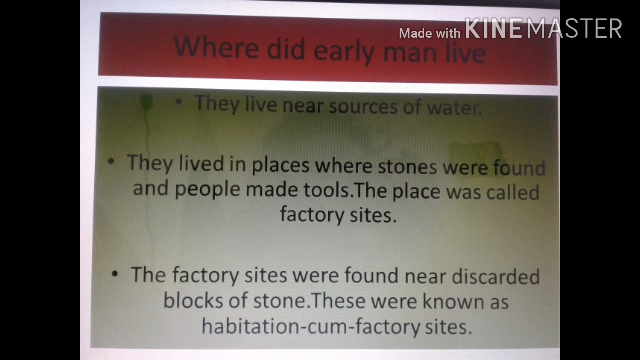 Made with KINEMASTER
Where did early man live
• They live near sources of water.
• They lived in places where stones were found
and people made tools.The place was called
factory sites.
• The factory sites were found near discarded
blocks of stone.These were known as
habitation-cum-factory sites.